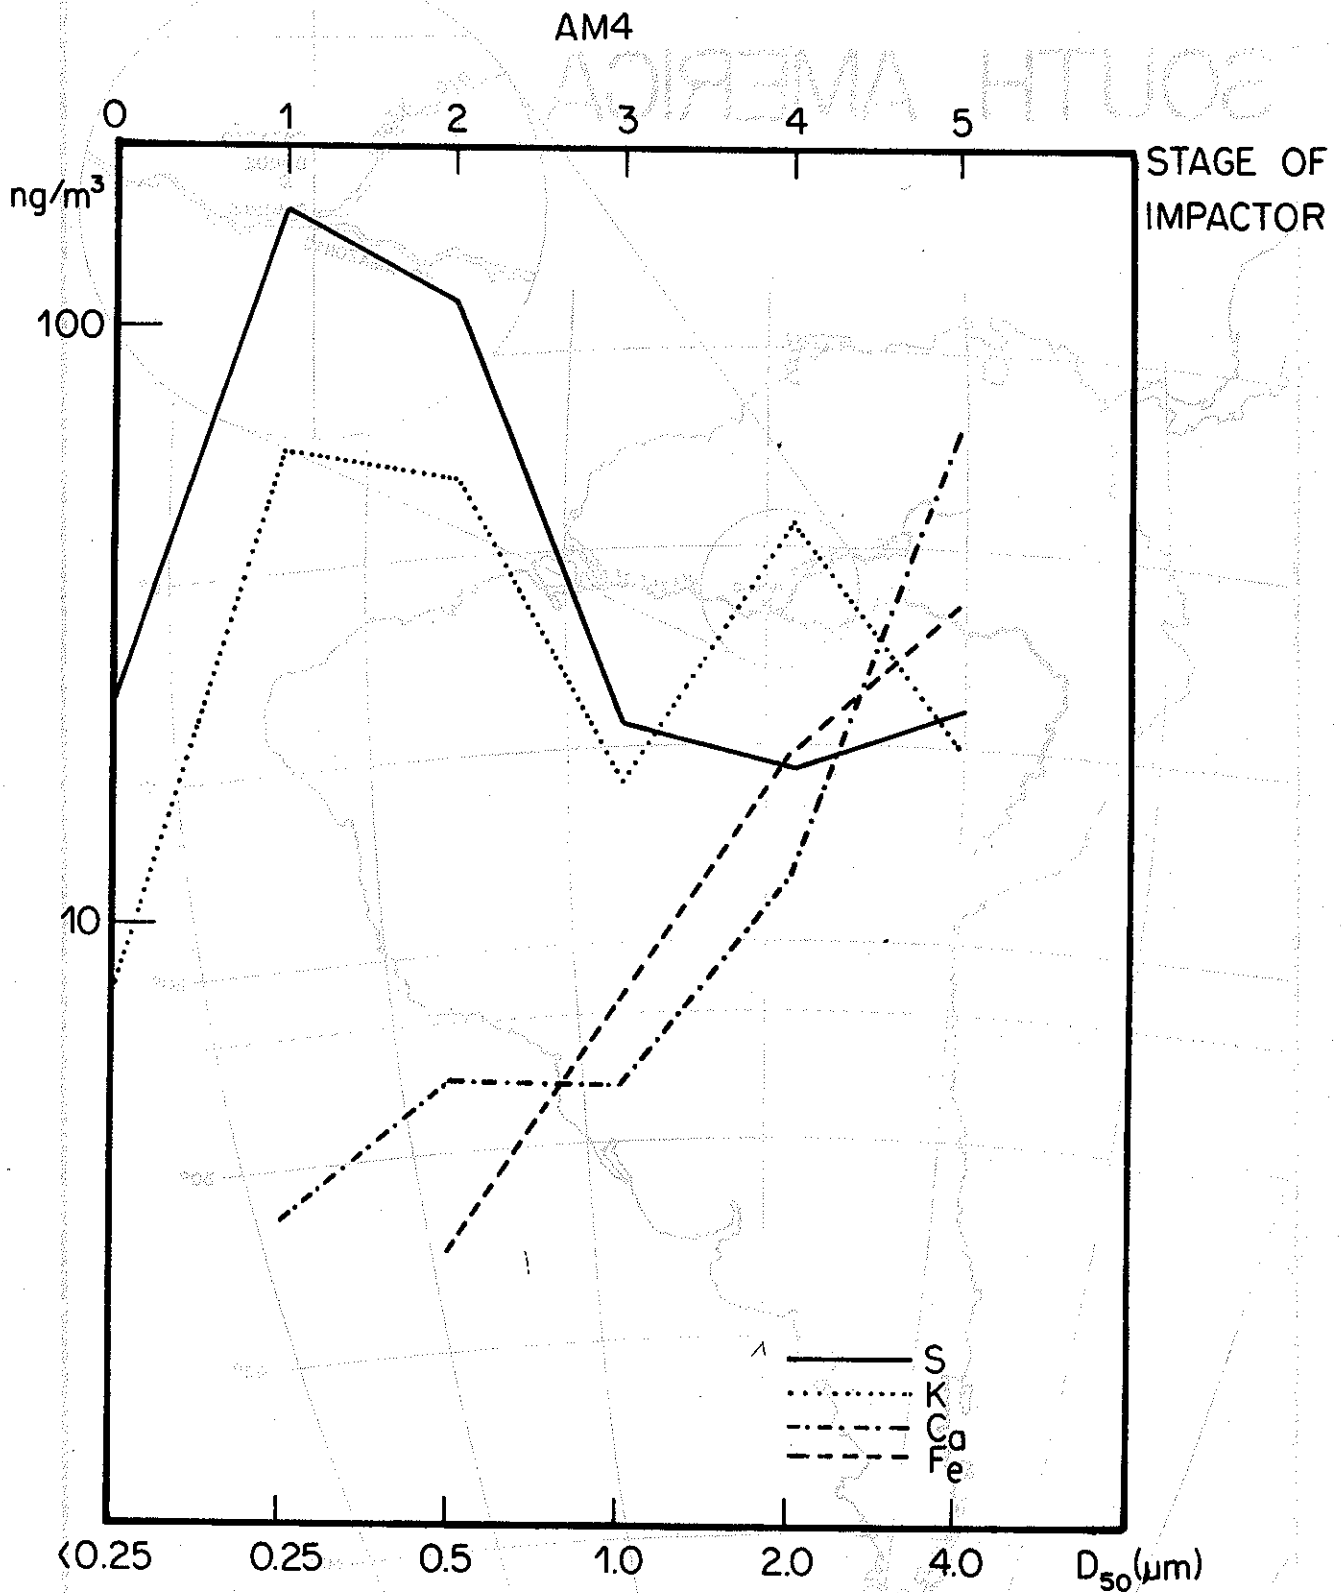 AM4
SOUTH AMERICA
0 1 2 3 4 5
STAGE OF
IMPACTOR
ng/m³
100
10
S
K
Ca
Fe
<0.25 0.25 0.5 1.0 2.0 4.0 D₅₀(µm)